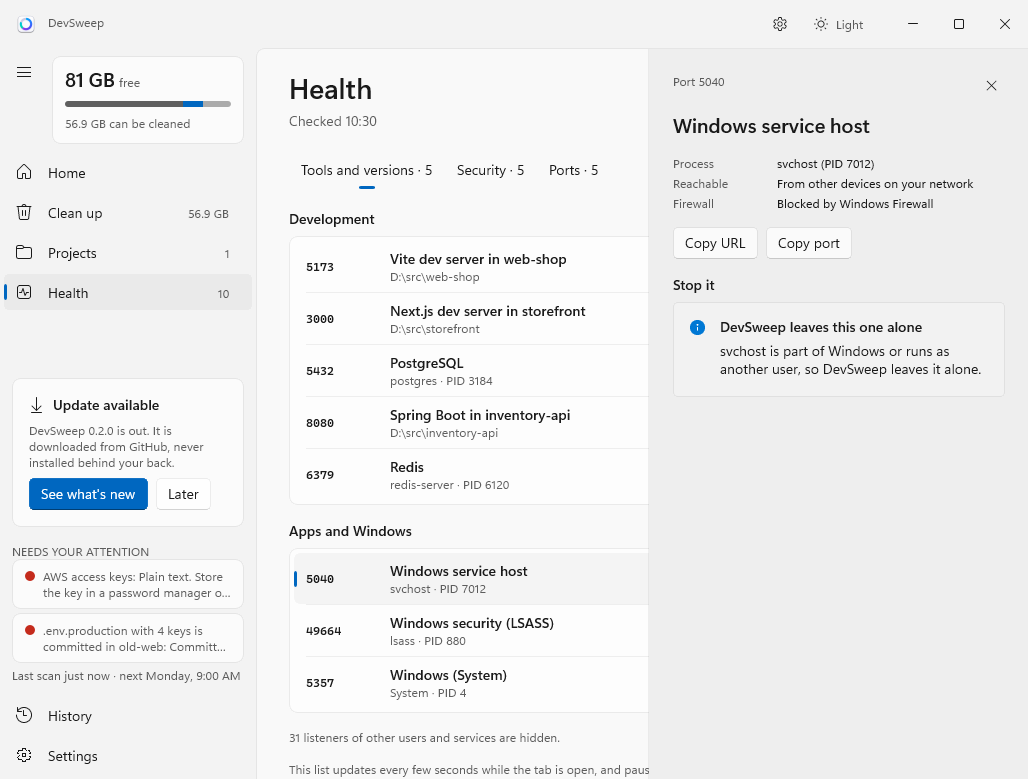 DevSweep
Light
81 GB free
56.9 GB can be cleaned
Home
Clean up 56.9 GB
Projects 1
Health 10
Update available
DevSweep 0.2.0 is out. It is
downloaded from GitHub, never
installed behind your back.
See what's new
Later
NEEDS YOUR ATTENTION
AWS access keys: Plain text. Store
the key in a password manager o...
.env.production with 4 keys is
committed in old-web: Committ...
Last scan just now · next Monday, 9:00 AM
History
Settings
Health
Checked 10:30
Tools and versions · 5
Security · 5
Ports · 5
Development
5173 Vite dev server in web-shop
D:\src\web-shop
3000 Next.js dev server in storefront
D:\src\storefront
5432 PostgreSQL
postgres · PID 3184
8080 Spring Boot in inventory-api
D:\src\inventory-api
6379 Redis
redis-server · PID 6120
Apps and Windows
5040 Windows service host
svchost · PID 7012
49664 Windows security (LSASS)
lsass · PID 880
5357 Windows (System)
System · PID 4
31 listeners of other users and services are hidden.
This list updates every few seconds while the tab is open, and paus
Port 5040
Windows service host
Process svchost (PID 7012)
Reachable From other devices on your network
Firewall Blocked by Windows Firewall
Copy URL
Copy port
Stop it
DevSweep leaves this one alone
svchost is part of Windows or runs as
another user, so DevSweep leaves it alone.